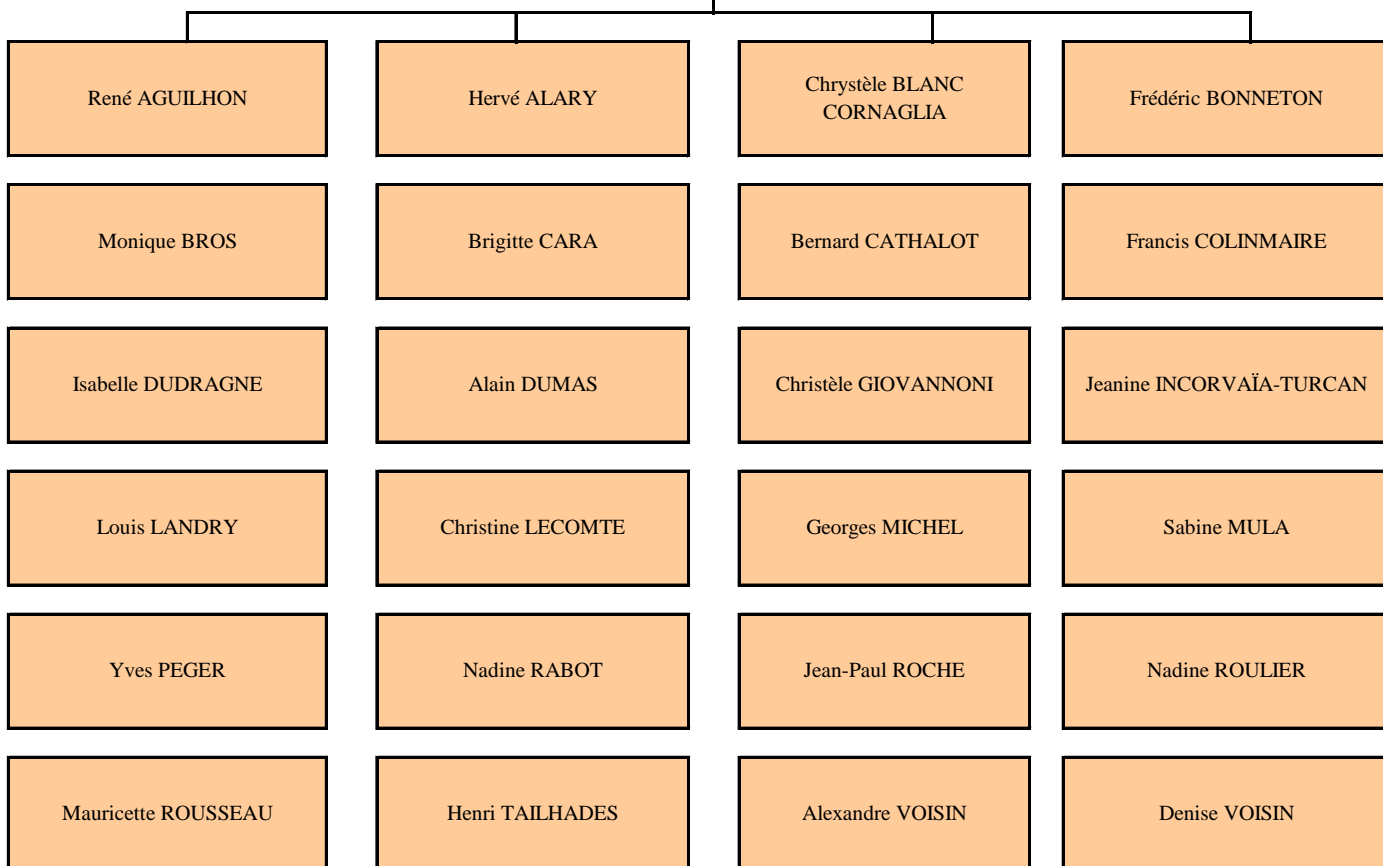 René AGUILHON
Hervé ALARY
Chrystèle BLANC
CORNAGLIA
Frédéric BONNETON
Monique BROS
Brigitte CARA
Bernard CATHALOT
Francis COLINMAIRE
Isabelle DUDRAGNE
Alain DUMAS
Christèle GIOVANNONI
Jeanine INCORVAÏA-TURCAN
Louis LANDRY
Christine LECOMTE
Georges MICHEL
Sabine MULA
Yves PEGER
Nadine RABOT
Jean-Paul ROCHE
Nadine ROULIER
Mauricette ROUSSEAU
Henri TAILHADES
Alexandre VOISIN
Denise VOISIN